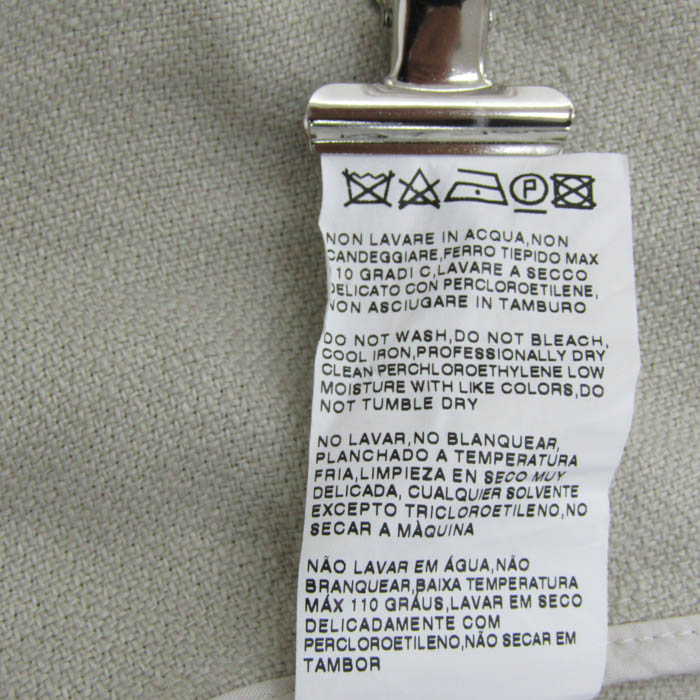 P
NON LAVARE IN ACQUA,NON
CANDEGGIARE,FERRO TIEPIDO MAX
110 GRADI C,LAVARE A SECCO
DELICATO CON PERCLOROETILENE,
NON ASCIUGARE IN TAMBURO
DO NOT WASH,DO NOT BLEACH,
COOL IRON,PROFESSIONALLY DRY
CLEAN PERCHLOROETHYLENE LOW
MOISTURE WITH LIKE COLORS,DO
NOT TUMBLE DRY
NO LAVAR,NO BLANQUEAR,
PLANCHADO A TEMPERATURA
FRIA,LIMPIEZA EN SECO MUY
DELICADA, CUALQUIER SOLVENTE
EXCEPTO TRICLOROETILENO,NO
SECAR A MÀQUINA
NÃO LAVAR EM ÁGUA,NÃO
BRANQUEAR,BAIXA TEMPERATURA
MÁX 110 GRÁUS,LAVAR EM SECO
DELICADAMENTE COM
PERCLOROETILENO,NÃO SECAR EM
TAMBOR